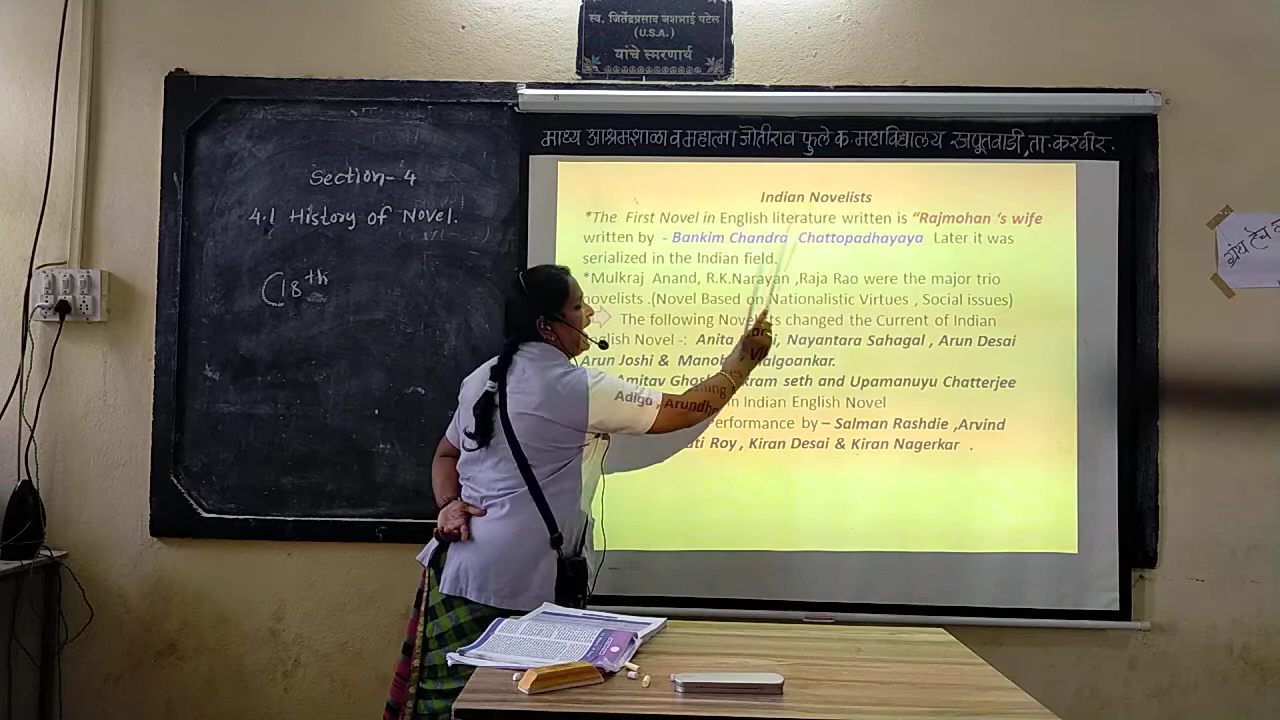 स्व. जितेंद्रप्रसाद जशभाई पटेल
(U.S.A.)
यांचे स्मरणार्थ
माध्य आश्रमशाळा व महात्मा जोतीराव फुले क. महाविद्यालय रजपूतवाडी, ता. करवीर.
Section-4
4.1 History of Novel.
C18th
Indian Novelists
*The First Novel in English literature written is “Rajmohan ‘s wife
written by - Bankim Chandra Chattopadhayaya Later it was
serialized in the Indian field.
*Mulkraj Anand, R.K.Narayan ,Raja Rao were the major trio
novelists .(Novel Based on Nationalistic Virtues , Social issues)
The following Novelists changed the Current of Indian
English Novel -: Anita Nayantara Sahagal , Arun Desai
Arun Joshi & Malgoankar.
Amitav Ghosh seth and Upamanuyu Chatterjee
in Indian English Novel
Performance by – Salman Rashdie ,Arvind
Adiga , Roy , Kiran Desai & Kiran Nagerkar .
ग्रंथ हेच